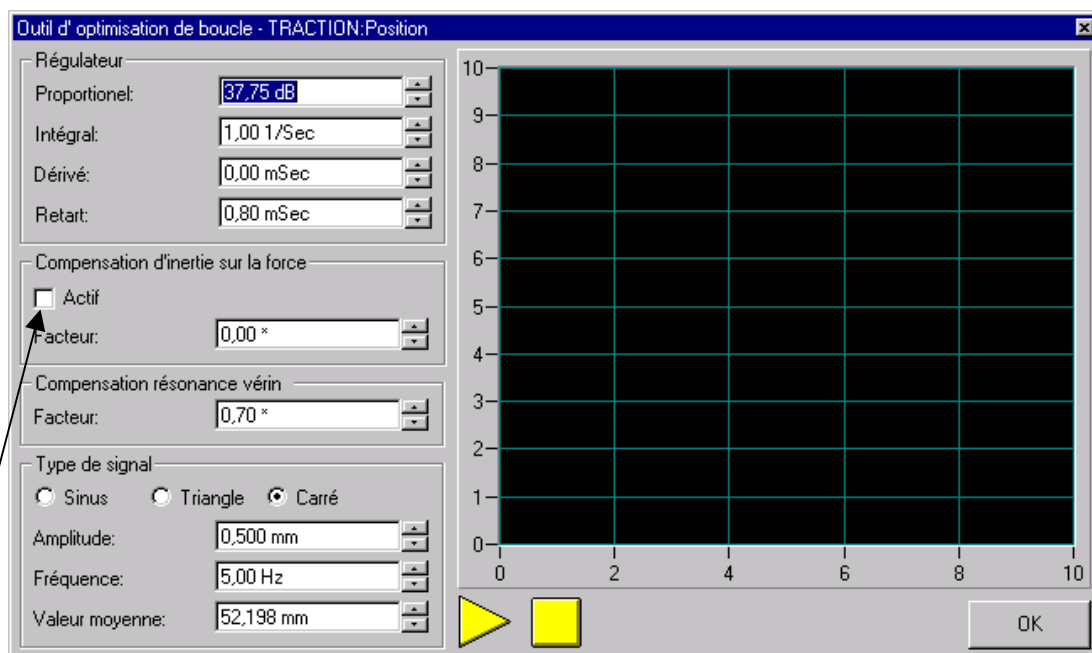 Outil d' optimisation de boucle - TRACTION:Position
Régulateur
Proportionel: 37,75 dB
Intégral: 1,00 1/Sec
Dérivé: 0,00 mSec
Retart: 0,80 mSec
Compensation d'inertie sur la force
Actif
Facteur: 0,00 *
Compensation résonance vérin
Facteur: 0,70 *
Type de signal
Sinus Triangle Carré
Amplitude: 0,500 mm
Fréquence: 5,00 Hz
Valeur moyenne: 52,198 mm
10
9
8
7
6
5
4
3
2
1
0
0 2 4 6 8 10
OK